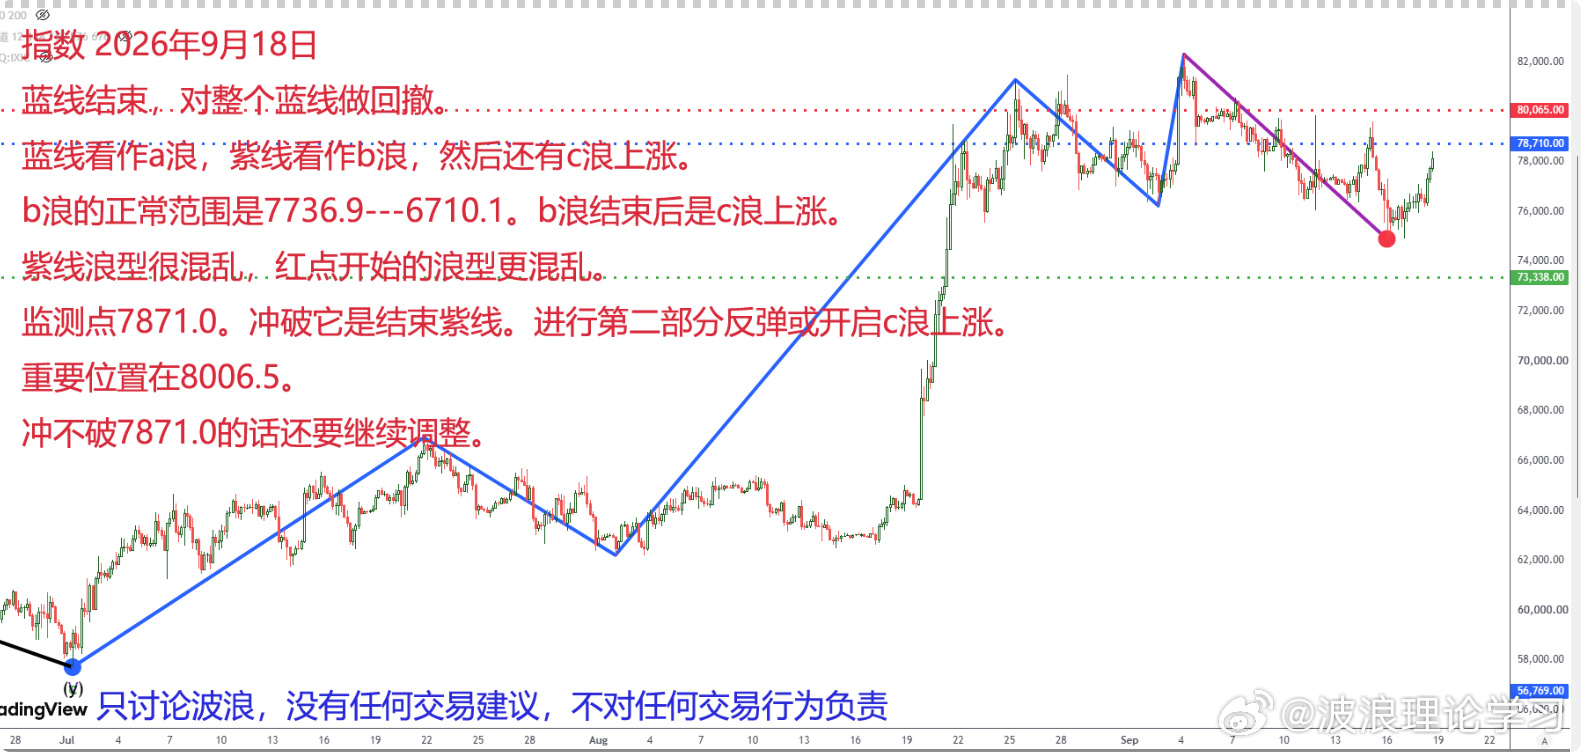 0 200
指数 2026年9月18日
蓝线结束，对整个蓝线做回撤。
蓝线看作a浪，紫线看作b浪，然后还有c浪上涨。
b浪的正常范围是7736.9---6710.1。b浪结束后是c浪上涨。
紫线浪型很混乱，红点开始的浪型更混乱。
监测点7871.0。冲破它是结束紫线。进行第二部分反弹或开启c浪上涨。
重要位置在8006.5。
冲不破7871.0的话还要继续调整。
82,000.00
80,065.00
78,710.00
78,000.00
76,000.00
74,000.00
73,338.00
72,000.00
70,000.00
68,000.00
66,000.00
64,000.00
62,000.00
60,000.00
58,000.00
56,769.00
(y)
adingView
只讨论波浪，没有任何交易建议，不对任何交易行为负责
@波浪理论学习
28 Jul 4 7 10 13 16 19 22 25 28 Aug 4 7 10 13 16 19 22 25 28 Sep 4 7 10 13 16 19 22 A